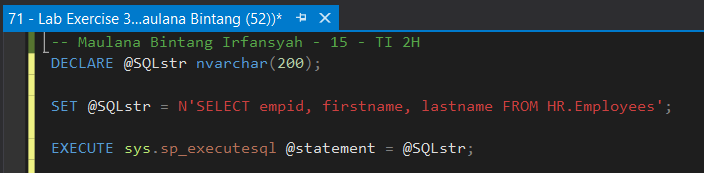 71 - Lab Exercise 3...aulana Bintang (52))*
-- Maulana Bintang Irfansyah - 15 - TI 2H
DECLARE @SQLstr nvarchar(200);
SET @SQLstr = N'SELECT empid, firstname, lastname FROM HR.Employees';
EXECUTE sys.sp_executesql @statement = @SQLstr;